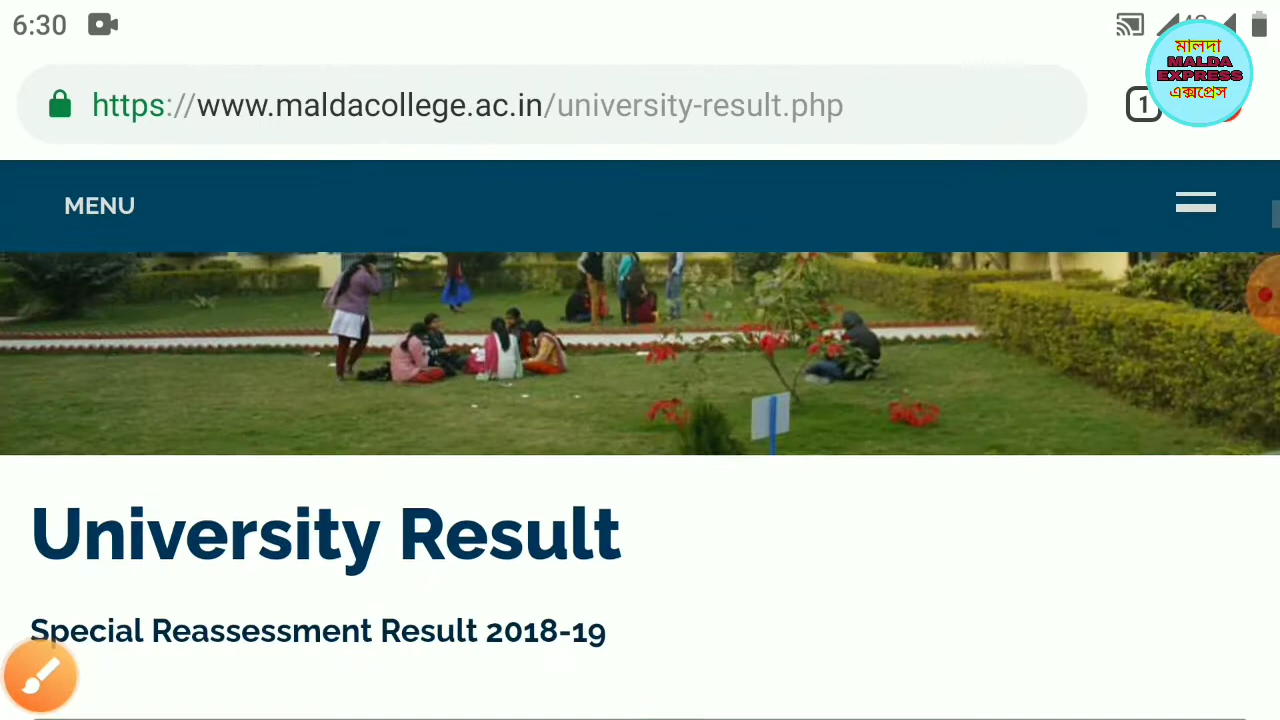 6:30
মালদা
MALDA
EXPRESS
এক্সপ্রেস
https://www.maldacollege.ac.in/university-result.php
1
MENU
University Result
Special Reassessment Result 2018-19